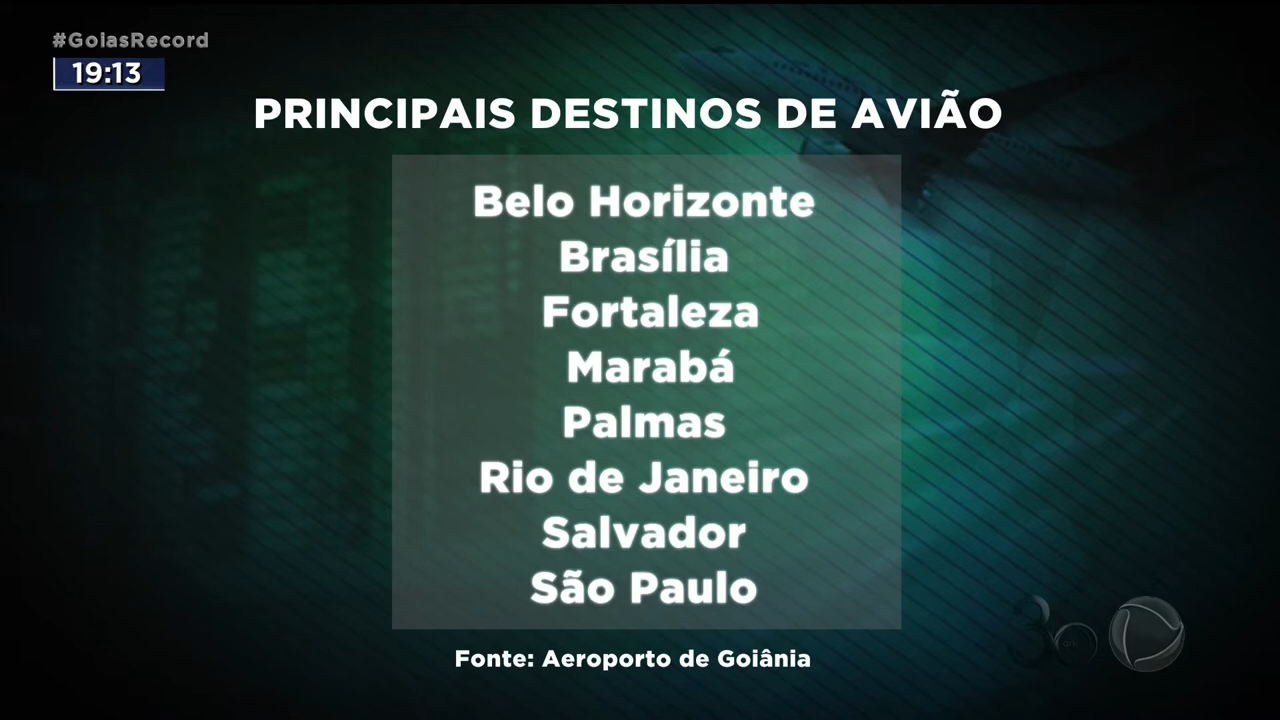 #GoiasRecord
19:13
PRINCIPAIS DESTINOS DE AVIÃO
Belo Horizonte
Brasília
Fortaleza
Marabá
Palmas
Rio de Janeiro
Salvador
São Paulo
Fonte: Aeroporto de Goiânia